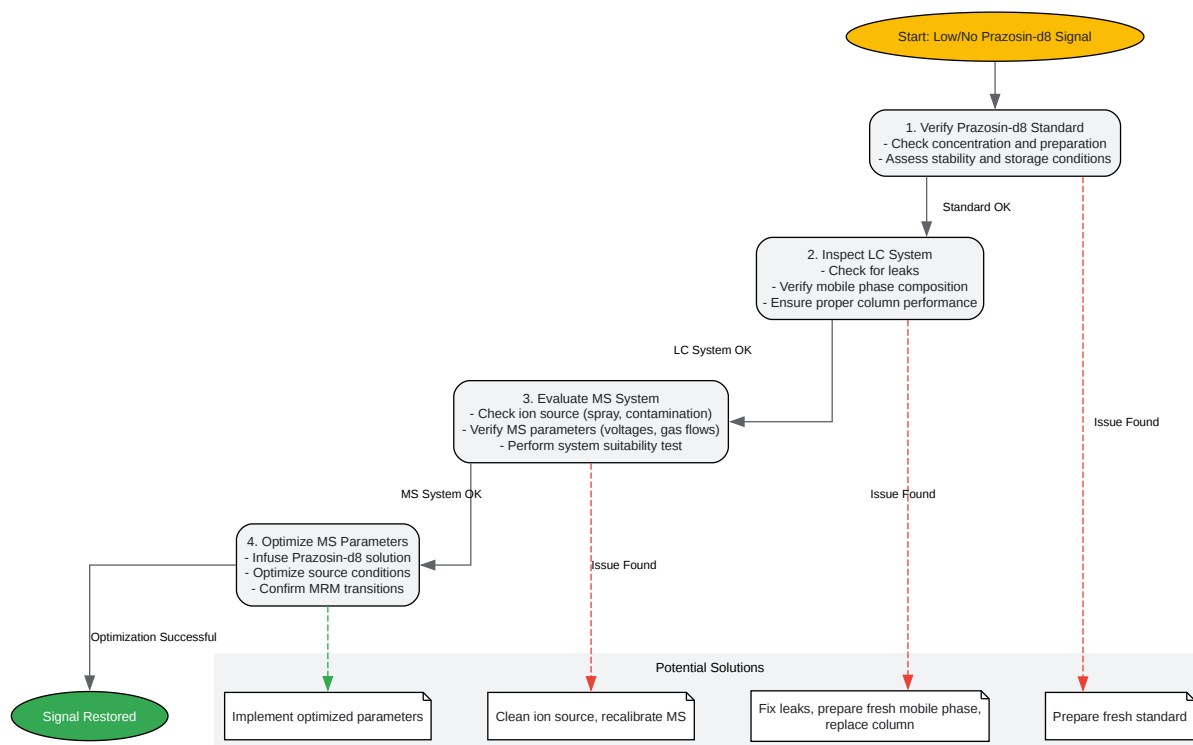 Start: Low/No Prazosin-d8 Signal
1. Verify Prazosin-d8 Standard
- Check concentration and preparation
- Assess stability and storage conditions
Standard OK
2. Inspect LC System
- Check for leaks
- Verify mobile phase composition
- Ensure proper column performance
LC System OK
3. Evaluate MS System
- Check ion source (spray, contamination)
- Verify MS parameters (voltages, gas flows)
- Perform system suitability test
Issue Found
MS System OK
Issue Found
4. Optimize MS Parameters
- Infuse Prazosin-d8 solution
- Optimize source conditions
- Confirm MRM transitions
Issue Found
Optimization Successful
Potential Solutions
Signal Restored
Implement optimized parameters
Clean ion source, recalibrate MS
Fix leaks, prepare fresh mobile phase,
replace column
Prepare fresh standard